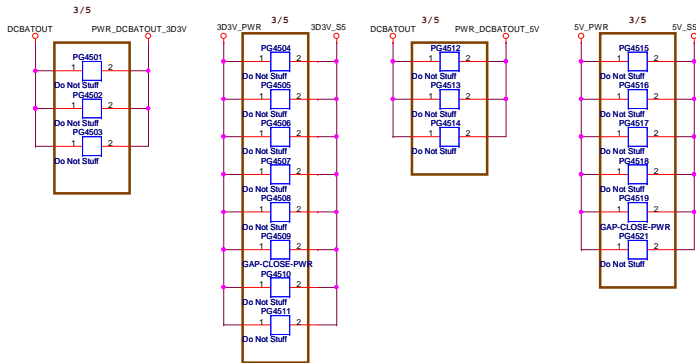 3/5
DCBATOUT
PWR_DCBATOUT_3D3V
PG4501
1 2
Do Not Stuff
PG4502
1 2
Do Not Stuff
PG4503
1 2
Do Not Stuff
3D3V_PWR
3/5
3D3V_S5
PG4504
1 2
Do Not Stuff
PG4505
1 2
Do Not Stuff
PG4506
1 2
Do Not Stuff
PG4507
1 2
Do Not Stuff
PG4508
1 2
Do Not Stuff
PG4509
1 2
GAP-CLOSE-PWR
PG4510
1 2
Do Not Stuff
PG4511
1 2
Do Not Stuff
3/5
DCBATOUT
PWR_DCBATOUT_5V
PG4512
1 2
Do Not Stuff
PG4513
1 2
Do Not Stuff
PG4514
1 2
Do Not Stuff
5V_PWR
3/5
5V_S5
PG4515
1 2
Do Not Stuff
PG4516
1 2
Do Not Stuff
PG4517
1 2
Do Not Stuff
PG4518
1 2
Do Not Stuff
PG4519
1 2
GAP-CLOSE-PWR
PG4521
1 2
Do Not Stuff